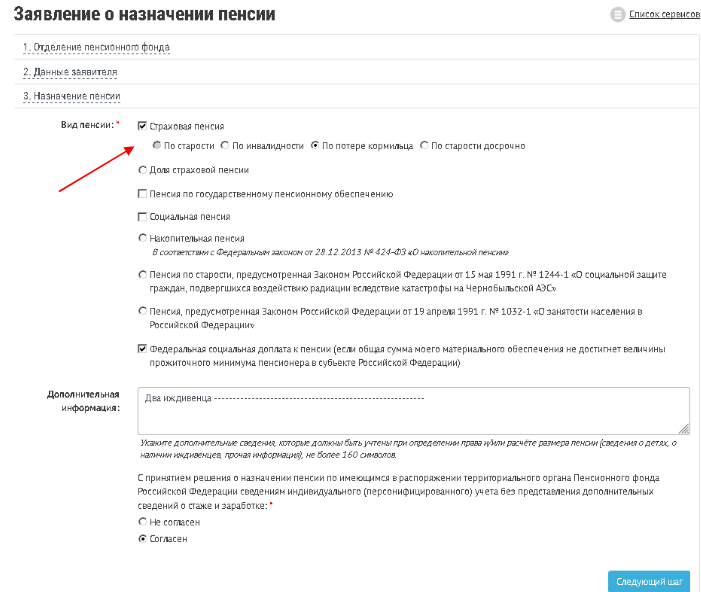 Заявление о назначении пенсии
Список сервисов
1. Отделение пенсионного фонда
2. Данные заявителя
3. Назначение пенсии
Вид пенсии: *
Страховая пенсия
По старости По инвалидности По потере кормильца По старости досрочно
Доля страховой пенсии
Пенсия по государственному пенсионному обеспечению
Социальная пенсия
Накопительная пенсия
В соответствии с Федеральным законом от 28.12.2013 № 424-ФЗ «О накопительной пенсии»
Пенсия по старости, предусмотренная Законом Российской Федерации от 15 мая 1991 г. № 1244-1 «О социальной защите
граждан, подвергшихся воздействию радиации вследствие катастрофы на Чернобыльской АЭС»
Пенсия, предусмотренная Законом Российской Федерации от 19 апреля 1991 г. № 1032-1 «О занятости населения в
Российской Федерации»
Федеральная социальная доплата к пенсии (если общая сумма моего материального обеспечения не достигнет величины
прожиточного минимума пенсионера в субъекте Российской Федерации)
Дополнительная
информация:
Два иждивенца --------------------------------------------------------
Укажите дополнительные сведения, которые должны быть учтены при определении права и/или расчёте размера пенсии (сведения о детях, о
наличии иждивенцев, прочая информация), не более 160 символов.
С принятием решения о назначении пенсии по имеющимся в распоряжении территориального органа Пенсионного фонда
Российской Федерации сведениям индивидуального (персонифицированного) учета без представления дополнительных
сведений о стаже и заработке: *
Не согласен
Согласен
Следующий шаг